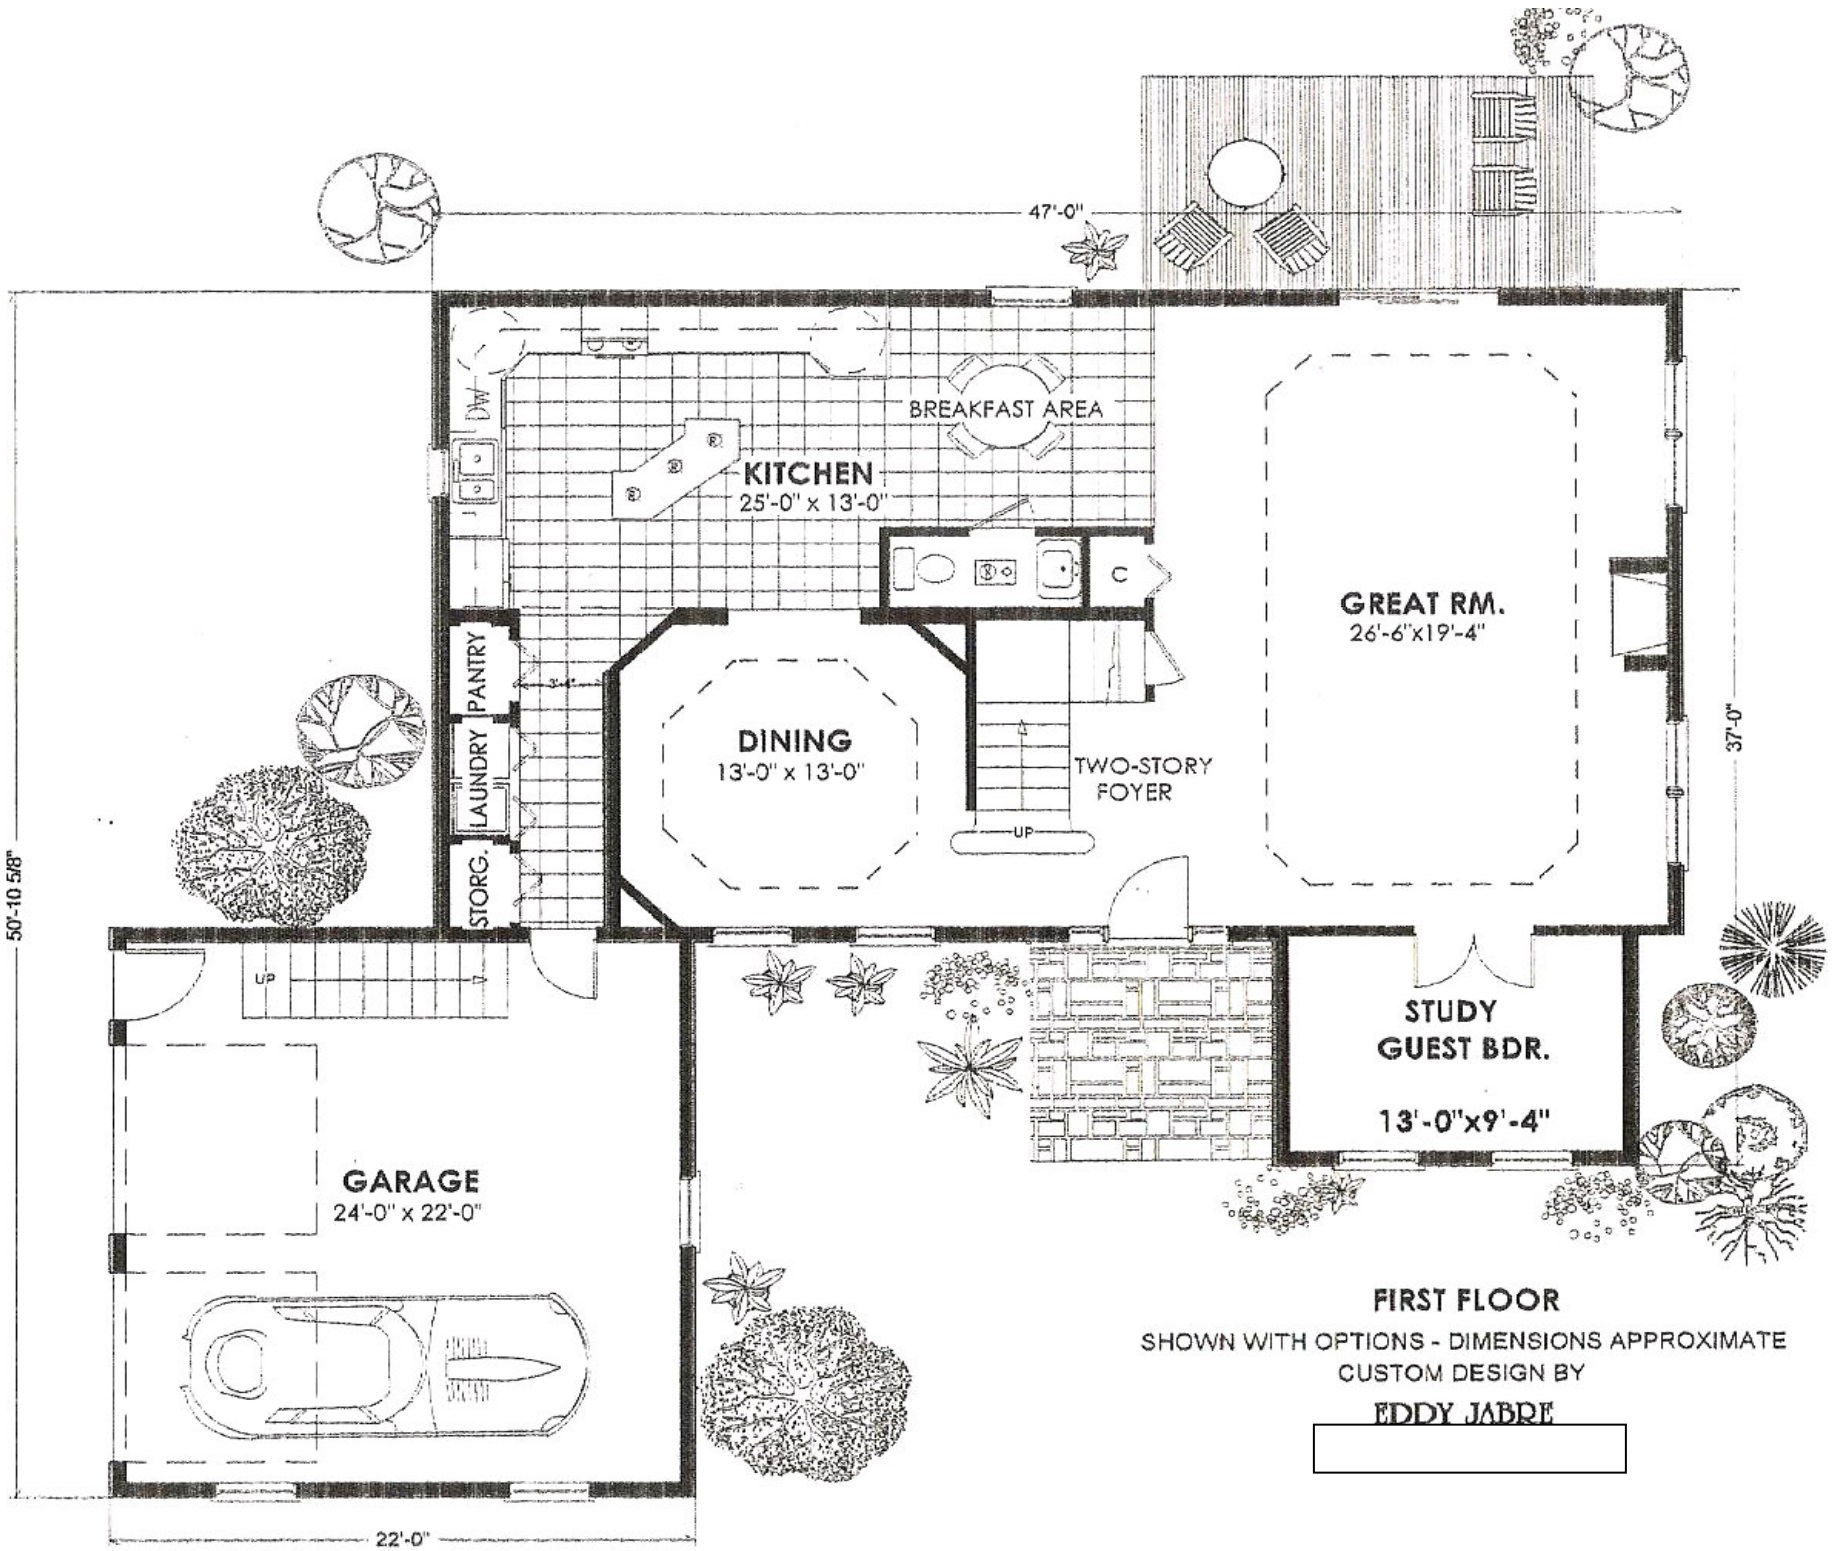 47'-0"
DW
BREAKFAST AREA
KITCHEN
25'-0" x 13'-0"
R
R
R
R
C
GREAT RM.
26'-6"x19'-4"
PANTRY
3'-4"
LAUNDRY
STORG.
DINING
13'-0" x 13'-0"
TWO-STORY
FOYER
UP
37'-0"
50'-10 5/8"
UP
STUDY
GUEST BDR.
13'-0"x9'-4"
GARAGE
24'-0" x 22'-0"
22'-0"
FIRST FLOOR
SHOWN WITH OPTIONS - DIMENSIONS APPROXIMATE
CUSTOM DESIGN BY
EDDY JABRE